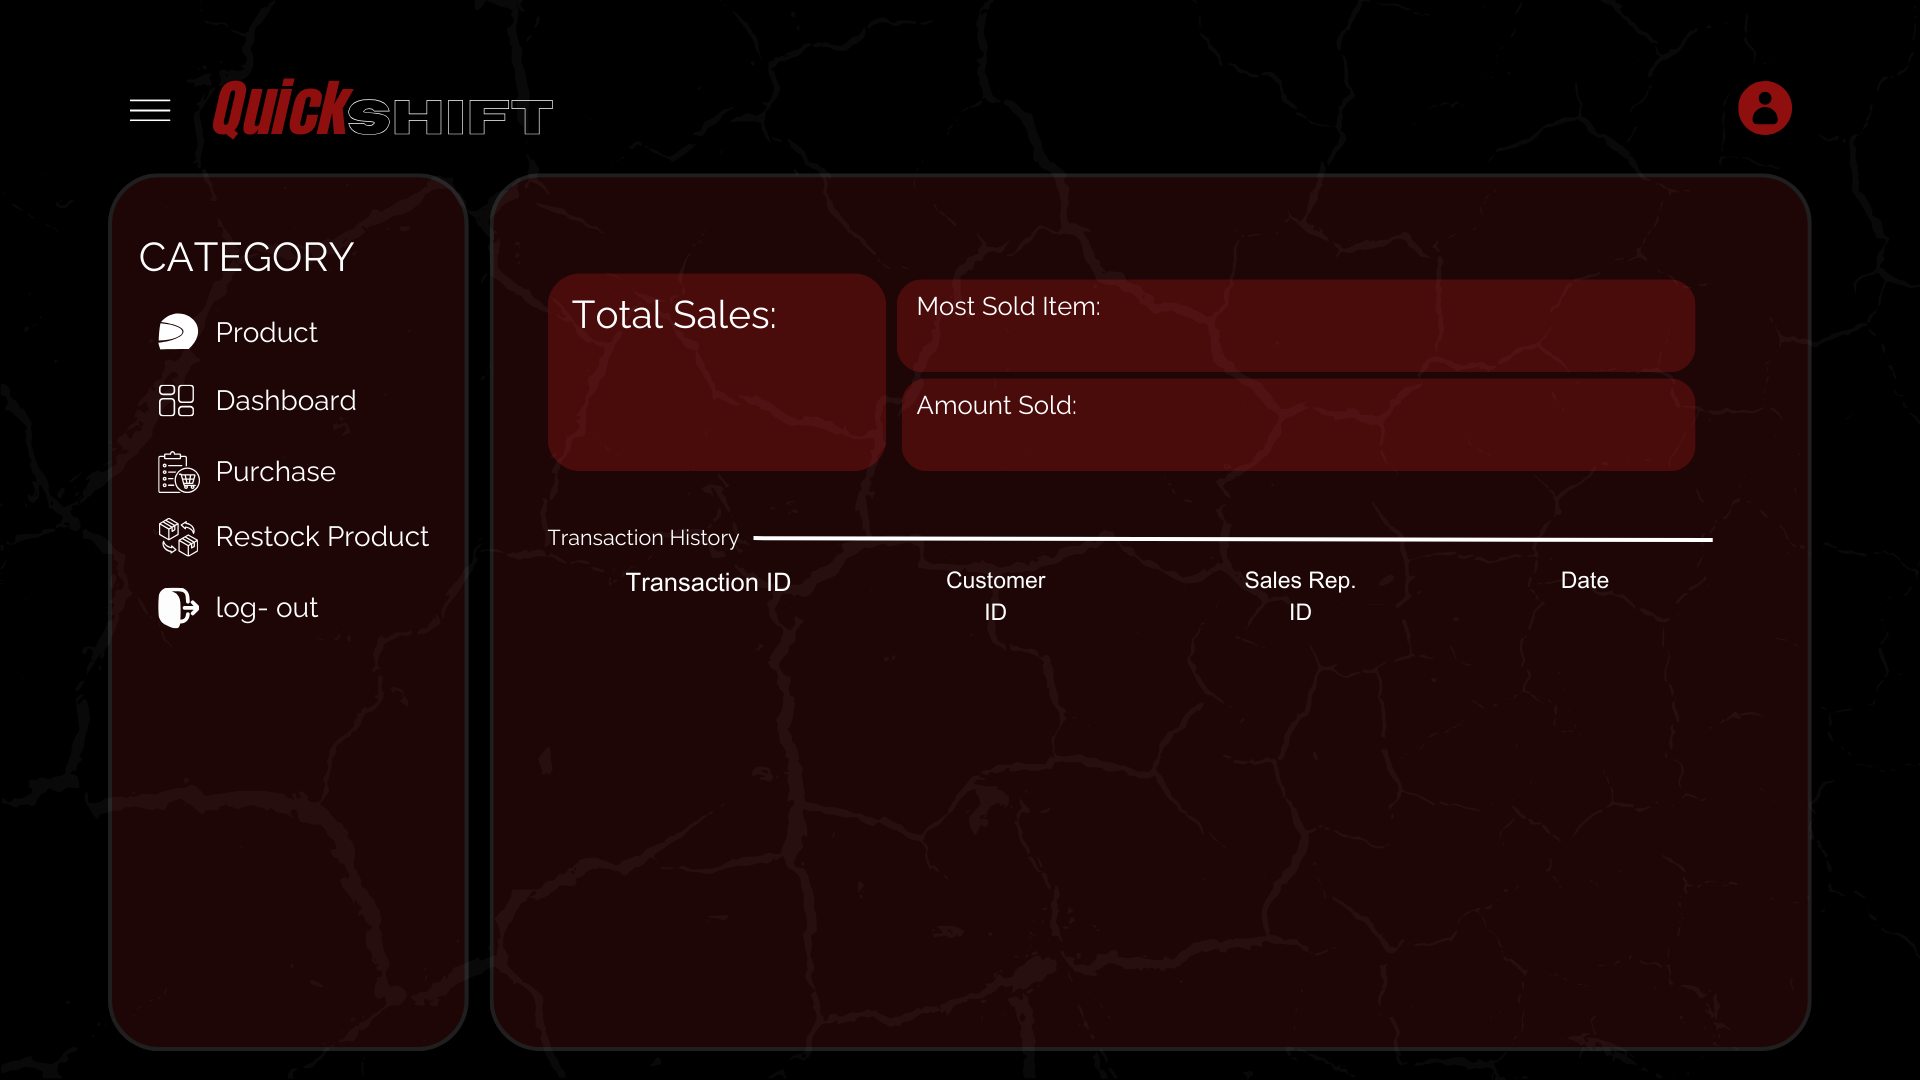 QuickSHIFT
CATEGORY
Product
Dashboard
Purchase
Restock Product
log- out
Total Sales:
Most Sold Item:
Amount Sold:
Transaction History
Transaction ID
Customer
ID
Sales Rep.
ID
Date